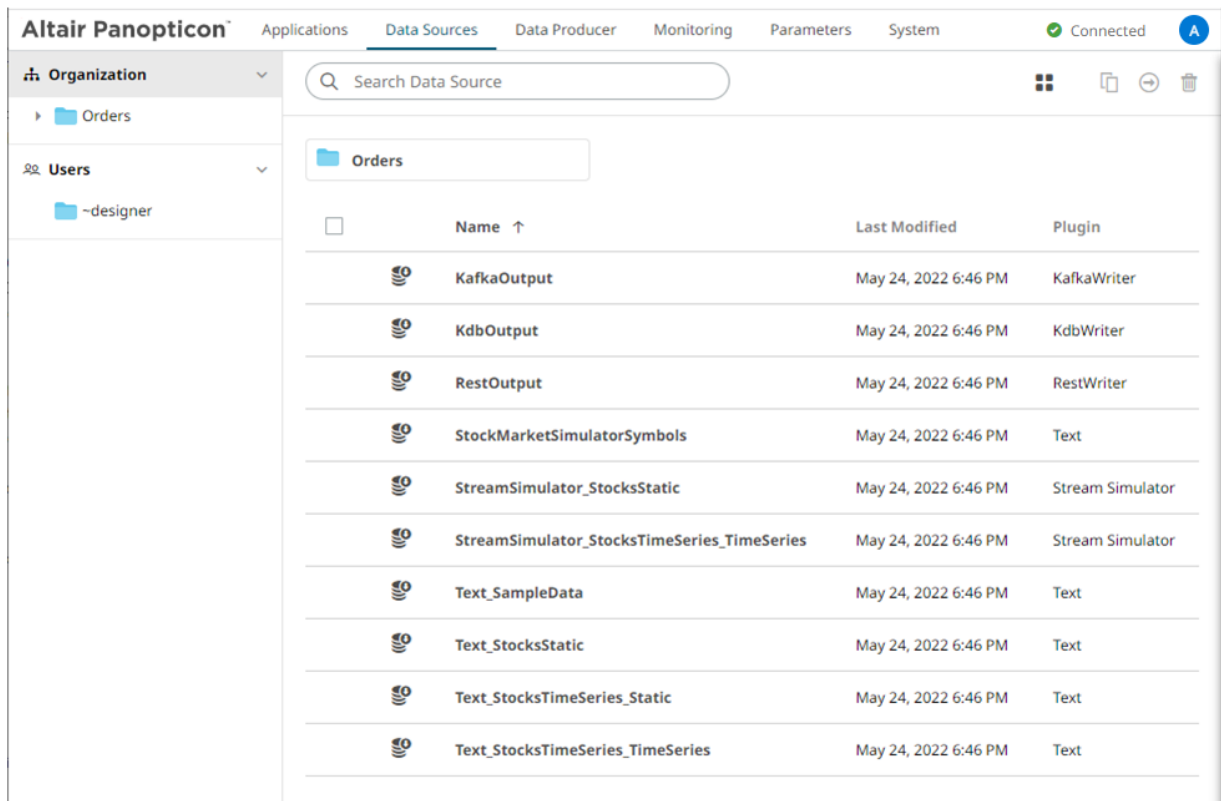 Altair Panopticon™ Applications Data Sources Data Producer Monitoring Parameters System Connected A
Organization
Search Data Source
Orders
Orders
Users
~designer
Name ↑ Last Modified Plugin
KafkaOutput May 24, 2022 6:46 PM KafkaWriter
KdbOutput May 24, 2022 6:46 PM KdbWriter
RestOutput May 24, 2022 6:46 PM RestWriter
StockMarketSimulatorSymbols May 24, 2022 6:46 PM Text
StreamSimulator_StocksStatic May 24, 2022 6:46 PM Stream Simulator
StreamSimulator_StocksTimeSeries_TimeSeries May 24, 2022 6:46 PM Stream Simulator
Text_SampleData May 24, 2022 6:46 PM Text
Text_StocksStatic May 24, 2022 6:46 PM Text
Text_StocksTimeSeries_Static May 24, 2022 6:46 PM Text
Text_StocksTimeSeries_TimeSeries May 24, 2022 6:46 PM Text